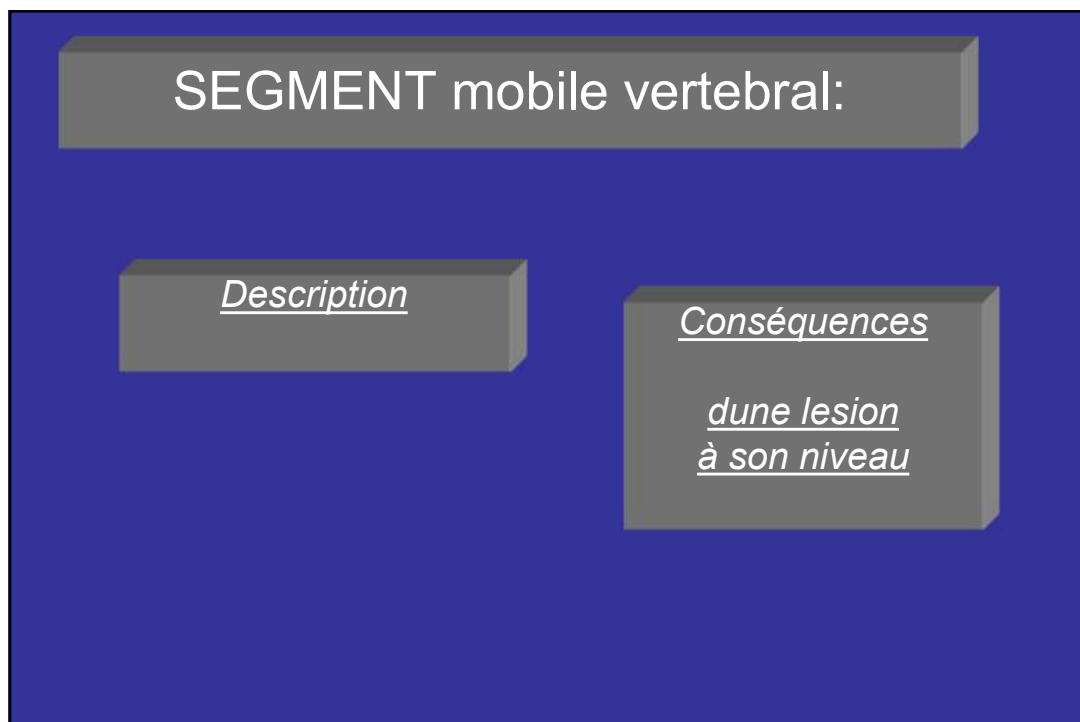 SEGMENT mobile vertebral:
Description
Conséquences
dune lesion
à son niveau